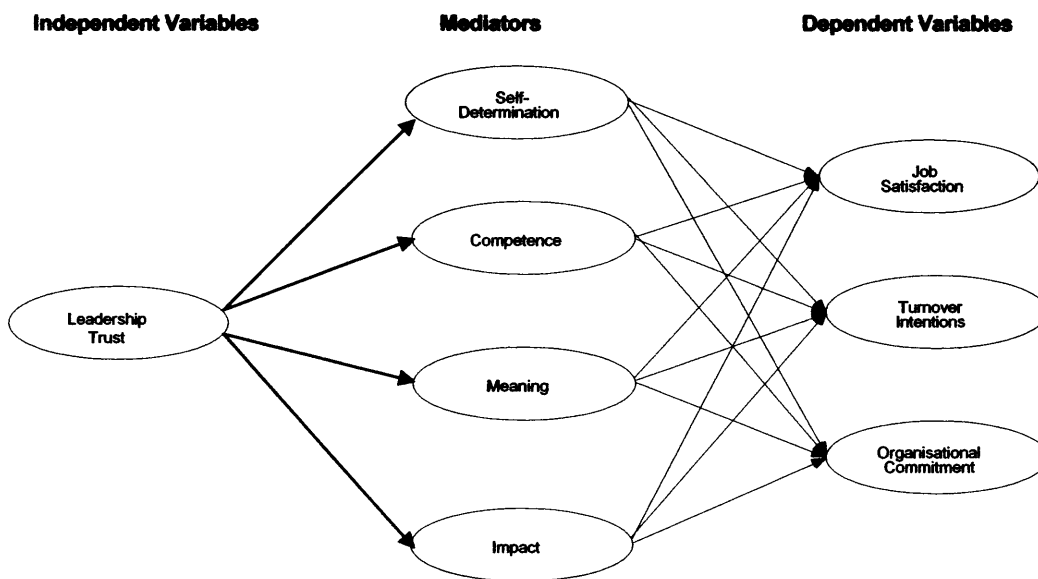 Independent Variables
Mediators
Dependent Variables
Self-
Determination
Competence
Meaning
Impact
Leadership
Trust
Job
Satisfaction
Turnover
Intentions
Organisational
Commitment